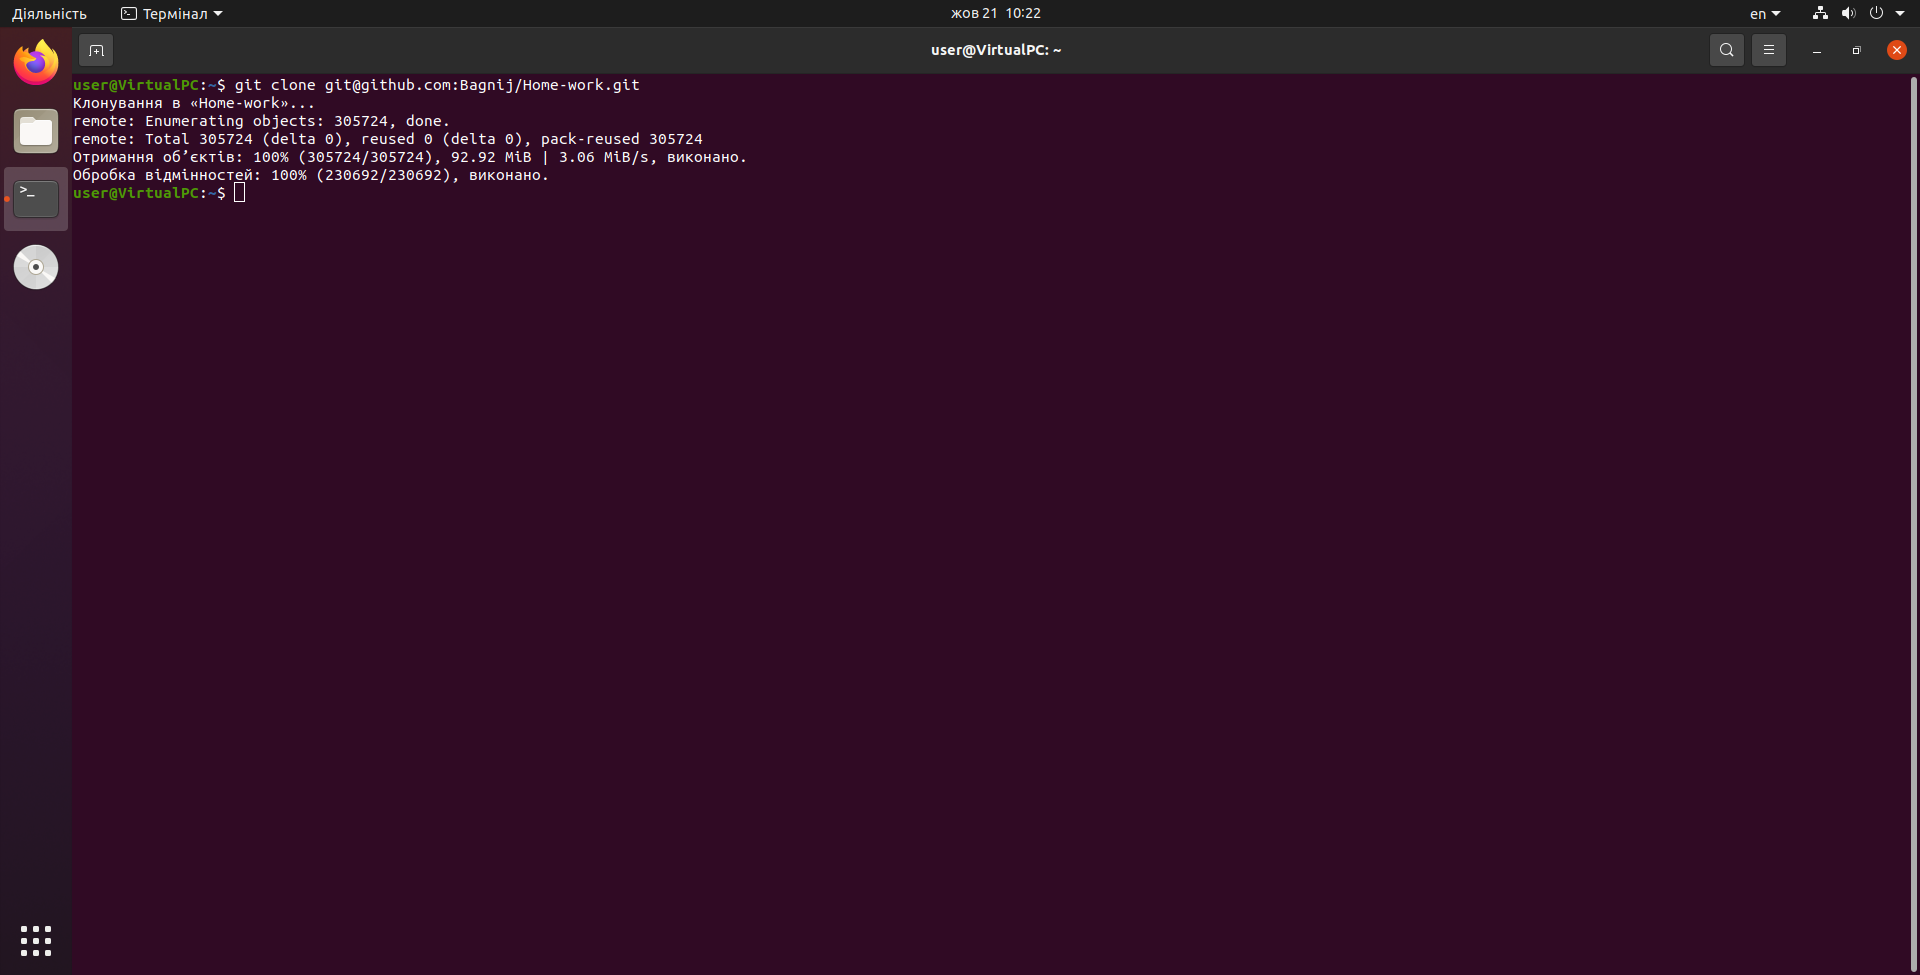 Діяльність Термінал жов 21 10:22 en
user@VirtualPC: ~
user@VirtualPC:~$ git clone git@github.com:Bagnij/Home-work.git
Клонування в «Home-work»...
remote: Enumerating objects: 305724, done.
remote: Total 305724 (delta 0), reused 0 (delta 0), pack-reused 305724
Отримання об’єктів: 100% (305724/305724), 92.92 MiB | 3.06 MiB/s, виконано.
Обробка відмінностей: 100% (230692/230692), виконано.
user@VirtualPC:~$